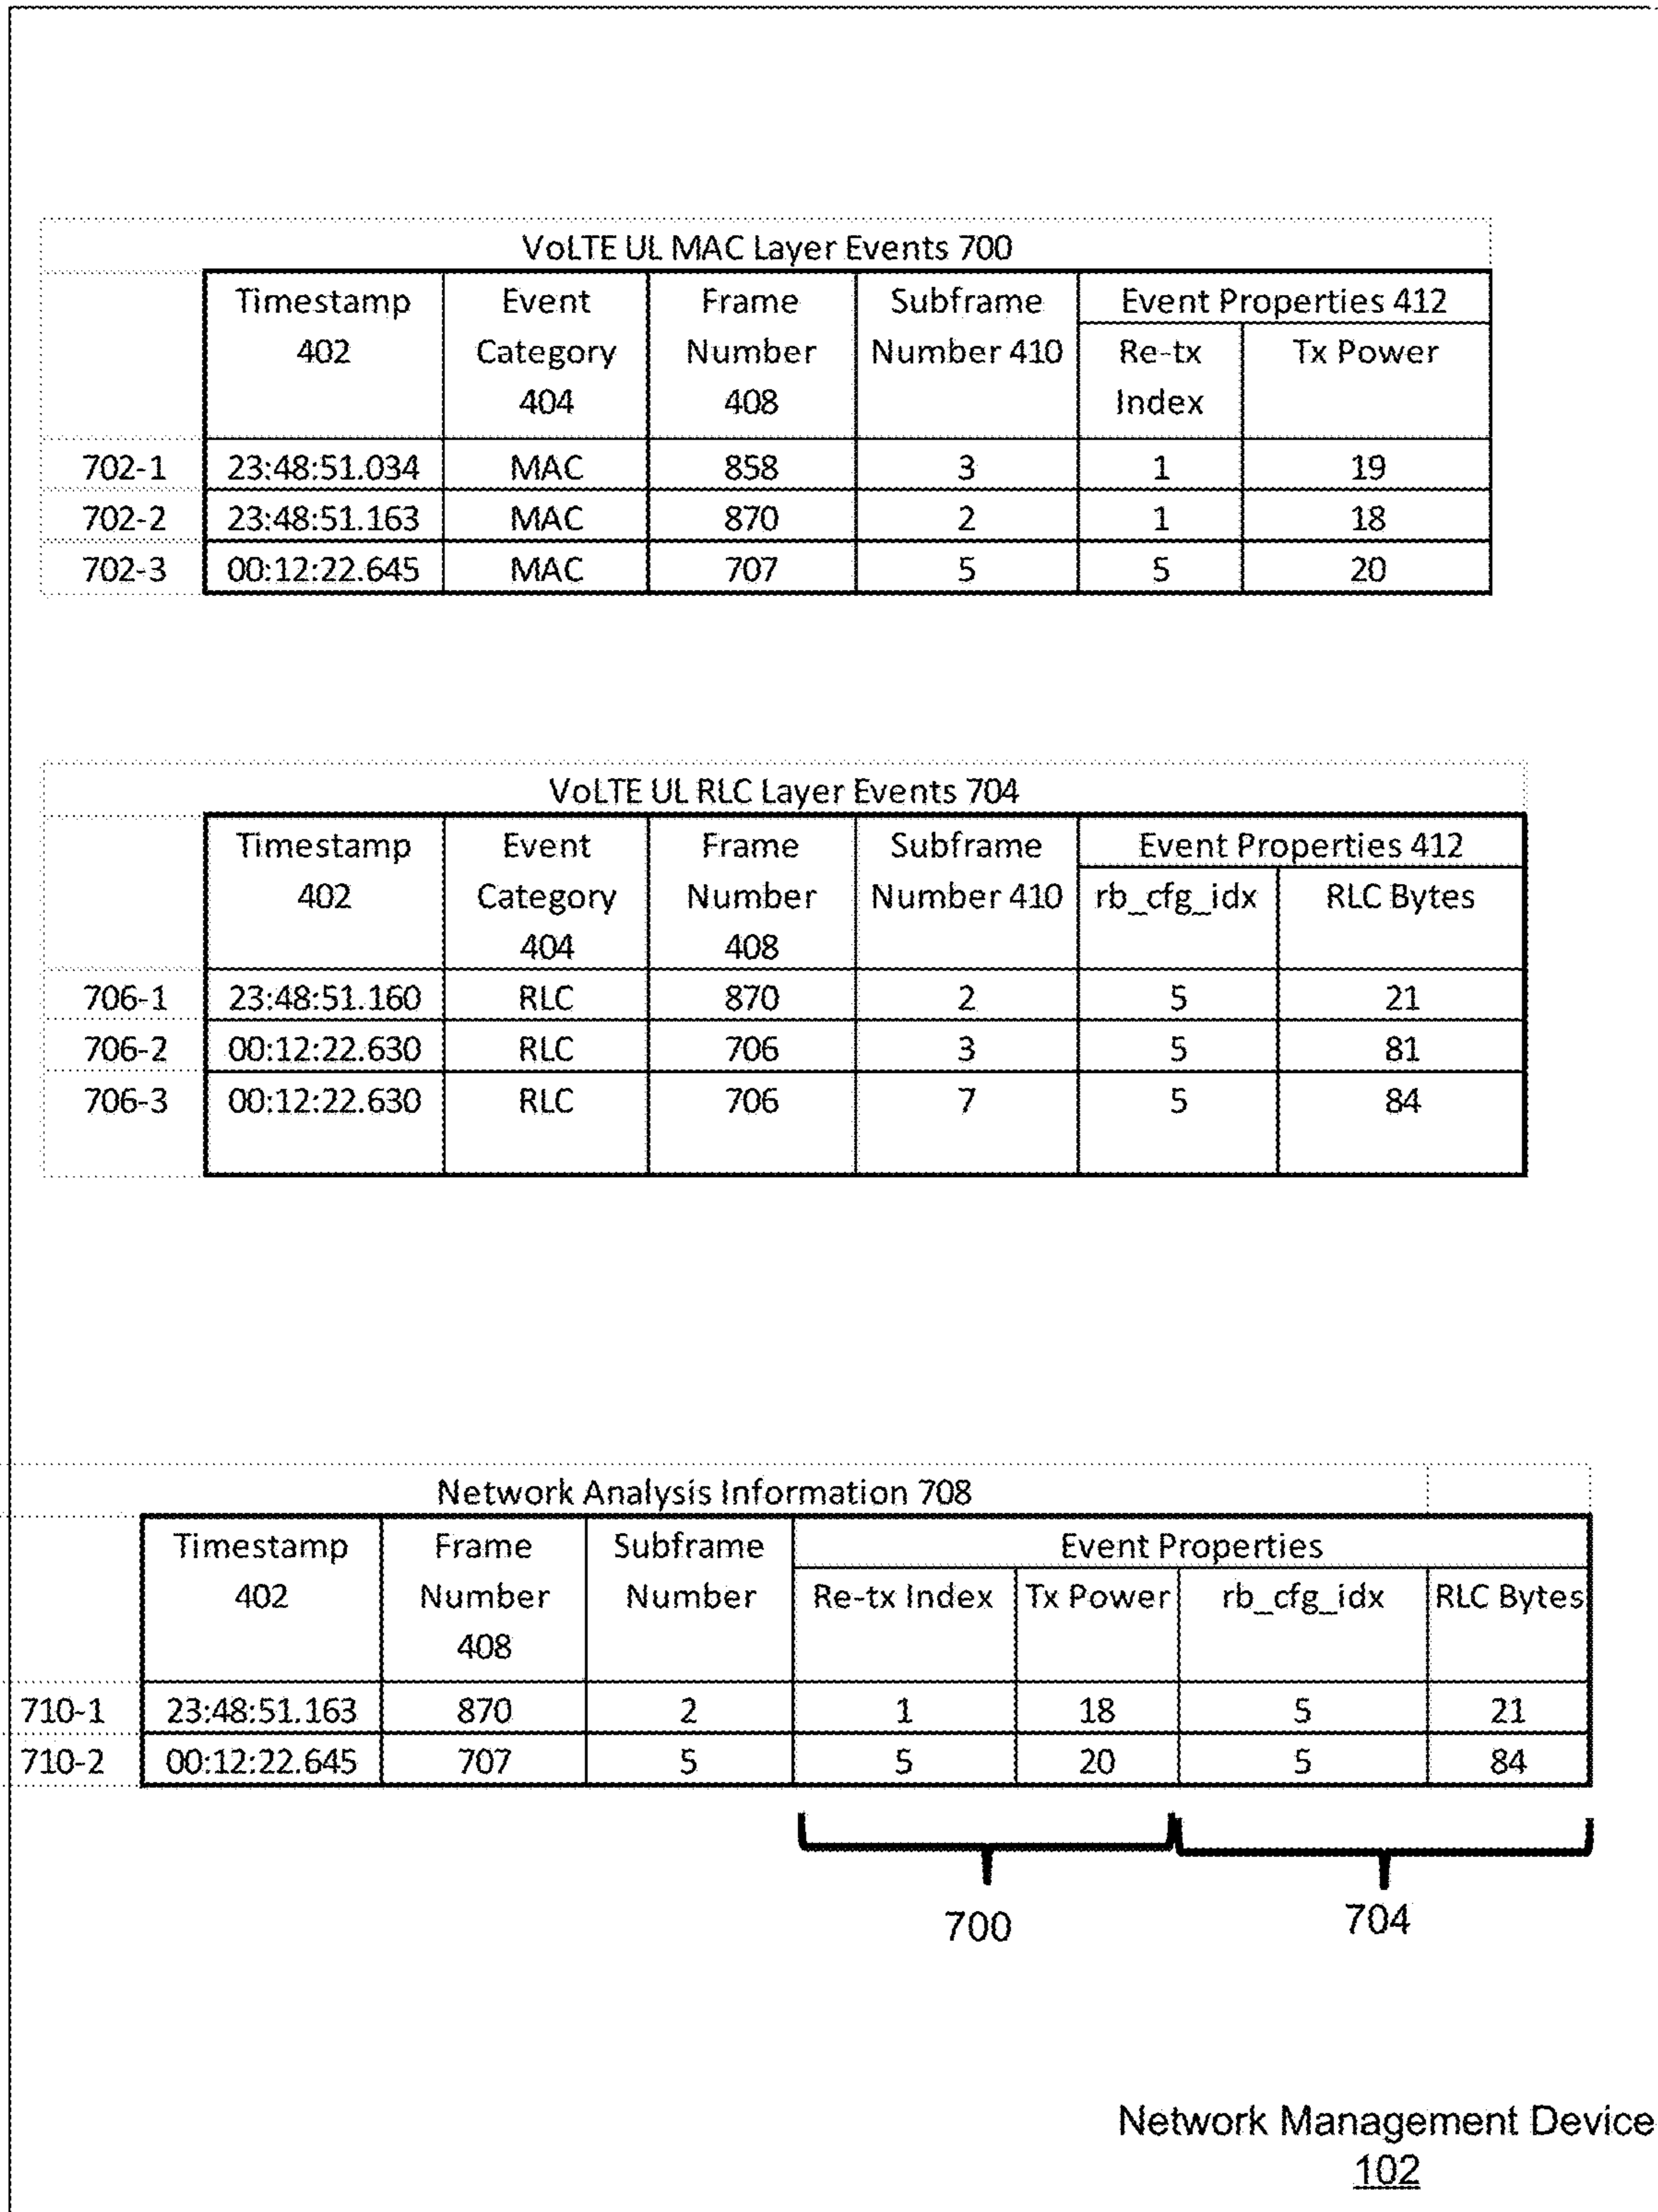 VoLTE UL MAC Layer Events 700
Timestamp 402 Event Category 404 Frame Number 408 Subframe Number 410 Event Properties 412
Re-tx Index Tx Power
702-1 23:48:51.034 MAC 858 3 1 19
702-2 23:48:51.163 MAC 870 2 1 18
702-3 00:12:22.645 MAC 707 5 5 20
VoLTE UL RLC Layer Events 704
Timestamp 402 Event Category 404 Frame Number 408 Subframe Number 410 Event Properties 412
rb_cfg_idx RLC Bytes
706-1 23:48:51.160 RLC 870 2 5 21
706-2 00:12:22.630 RLC 706 3 5 81
706-3 00:12:22.630 RLC 706 7 5 84
Network Analysis Information 708
Timestamp 402 Frame Number 408 Subframe Number Event Properties
Re-tx Index Tx Power rb_cfg_idx RLC Bytes
710-1 23:48:51.163 870 2 1 18 5 21
710-2 00:12:22.645 707 5 5 20 5 84
700 704
Network Management Device
102